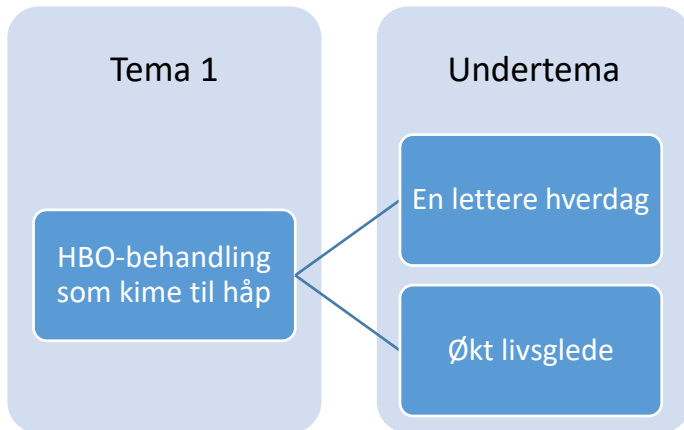 Tema 1
Undertema
HBO-behandling
som kime til håp
En lettere hverdag
Økt livsglede